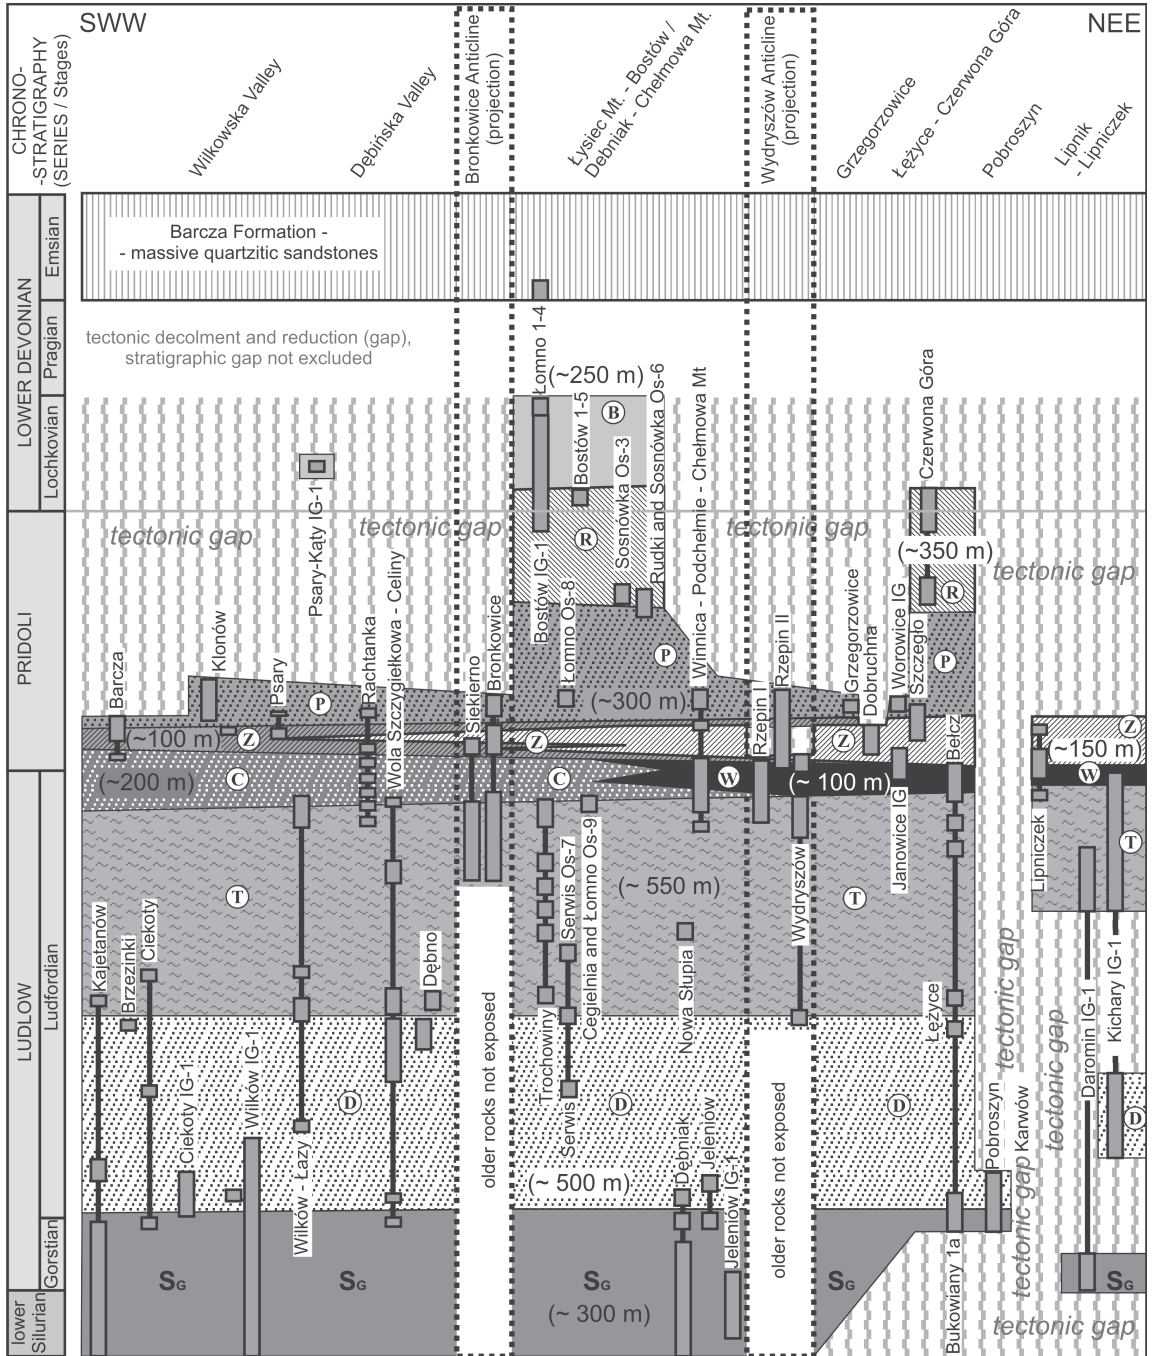 SWW
NEE
CHRONO-
-STRATIGRAPHY
(SERIES / Stages)
Wilkowska Valley
Dębińska Valley
Bronkowice Anticline
(projection)
Łysiec Mt. - Bostów /
Dębniak - Chełmowa Mt.
Wydryszów Anticline
(projection)
Grzegorzowice
Łężyce - Czerwona Góra
Pobroszyn
Lipnik
- Lipniczek
LOWER DEVONIAN
Emsian
Pragian
Lochkovian
PRIDOLI
LUDLOW
Ludfordian
Gorstian
lower
Silurian
Barcza Formation -
- massive quartzitic sandstones
tectonic decolment and reduction (gap),
stratigraphic gap not excluded
Łomno 1-4
(~250 m)
B
Bostów 1-5
Sosnówka Os-3
Rudki and Sosnówka Os-6
Winnica - Podchełmie - Chełmowa Mt
Czerwona Góra
Psary-Kąty IG-1
tectonic gap
tectonic gap
tectonic gap
tectonic gap
R
(~350 m)
R
Bostów IG-1
Łomno Os-8
Barcza
Klonów
Psary
Rachtanka
Wola Szczygiełkowa - Celiny
Siekierno
Bronkowice
Rzepin I
Rzepin II
Grzegorzowice
Dobruchna
Worowice IG
Szczegło
Bełcz
P
P
P
(~300 m)
(~100 m)
Z
Z
Z
Z
(~150 m)
(~200 m)
C
C
W
(~ 100 m)
W
Janowice IG
Lipniczek
T
T
T
T
(~ 550 m)
Kajetanów
Brzezinki
Ciekoty
Dębno
Serwis Os-7
Cegielnia and Łomno Os-9
Nowa Słupia
Wydryszów
Łężyce
tectonic gap
tectonic gap
Daromin IG-1
Kichary IG-1
Ciekoty IG-1
Wilków IG-1
Wilków - Łazy
D
D
D
D
Trochowiny
Serwis
(~ 500 m)
Dębniak
Jeleniów
Jeleniów IG-1
older rocks not exposed
older rocks not exposed
Pobroszyn
Karwów
tectonic gap
Bukowiany 1a
SG
SG
SG
SG
SG
(~ 300 m)
tectonic gap